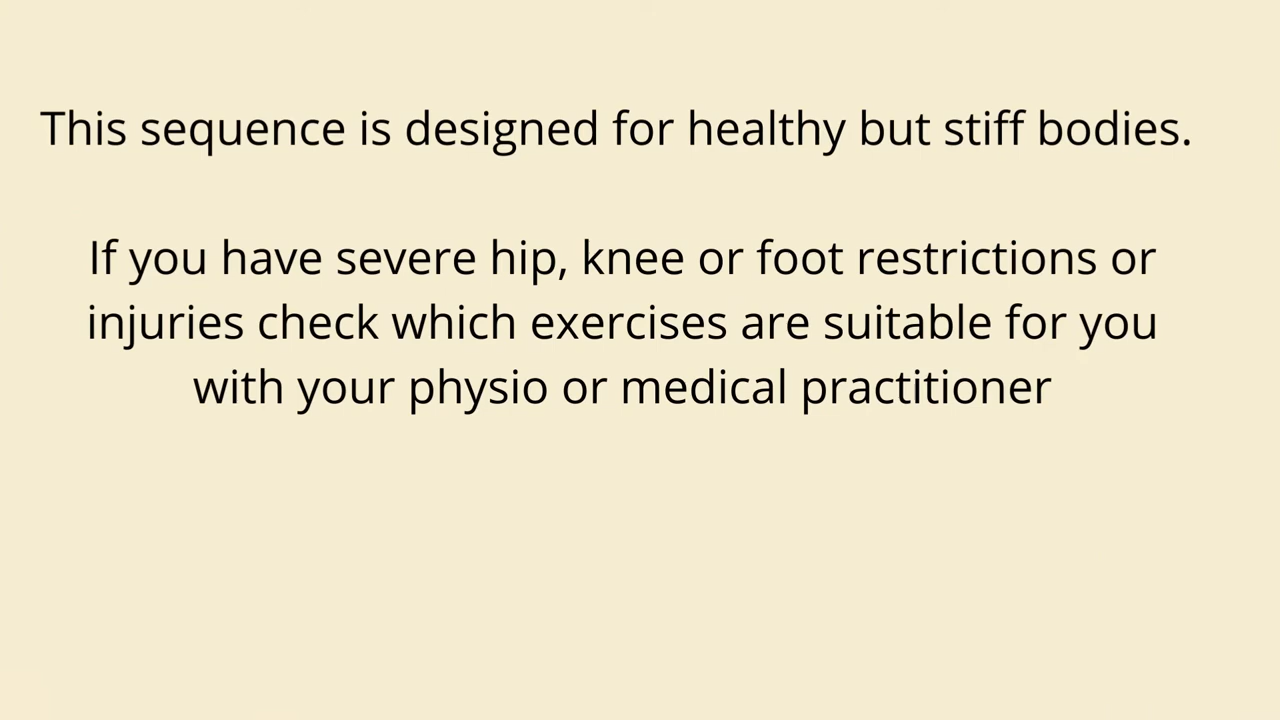 This sequence is designed for healthy but stiff bodies.
If you have severe hip, knee or foot restrictions or
injuries check which exercises are suitable for you
with your physio or medical practitioner